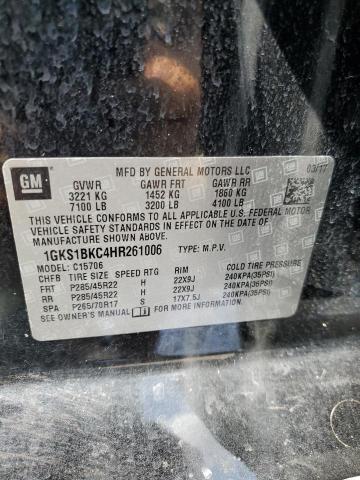 GM
MFD BY GENERAL MOTORS LLC 03/17
GVWR GAWR FRT GAWR RR
3221 KG 1452 KG 1860 KG
7100 LB 3200 LB 4100 LB
THIS VEHICLE CONFORMS TO ALL APPLICABLE U.S. FEDERAL MOTOR
VEHICLE SAFETY STANDARDS IN EFFECT ON THE DATE OF
MANUFACTURE SHOWN ABOVE.
1GKS1BKC4HR261006 TYPE: M.P.V.
MODEL: C15706
CHFB TIRE SIZE SPEED RTG RIM COLD TIRE PRESSURE
FRT P285/45R22 H 22X9J 240KPA(35PSI)
RR P285/45R22 H 22X9J 240KPA(35PSI)
SPA P265/70R17 S 17X7.5J 240KPA(35PSI)
SEE OWNER'S MANUAL FOR MORE INFORMATION.